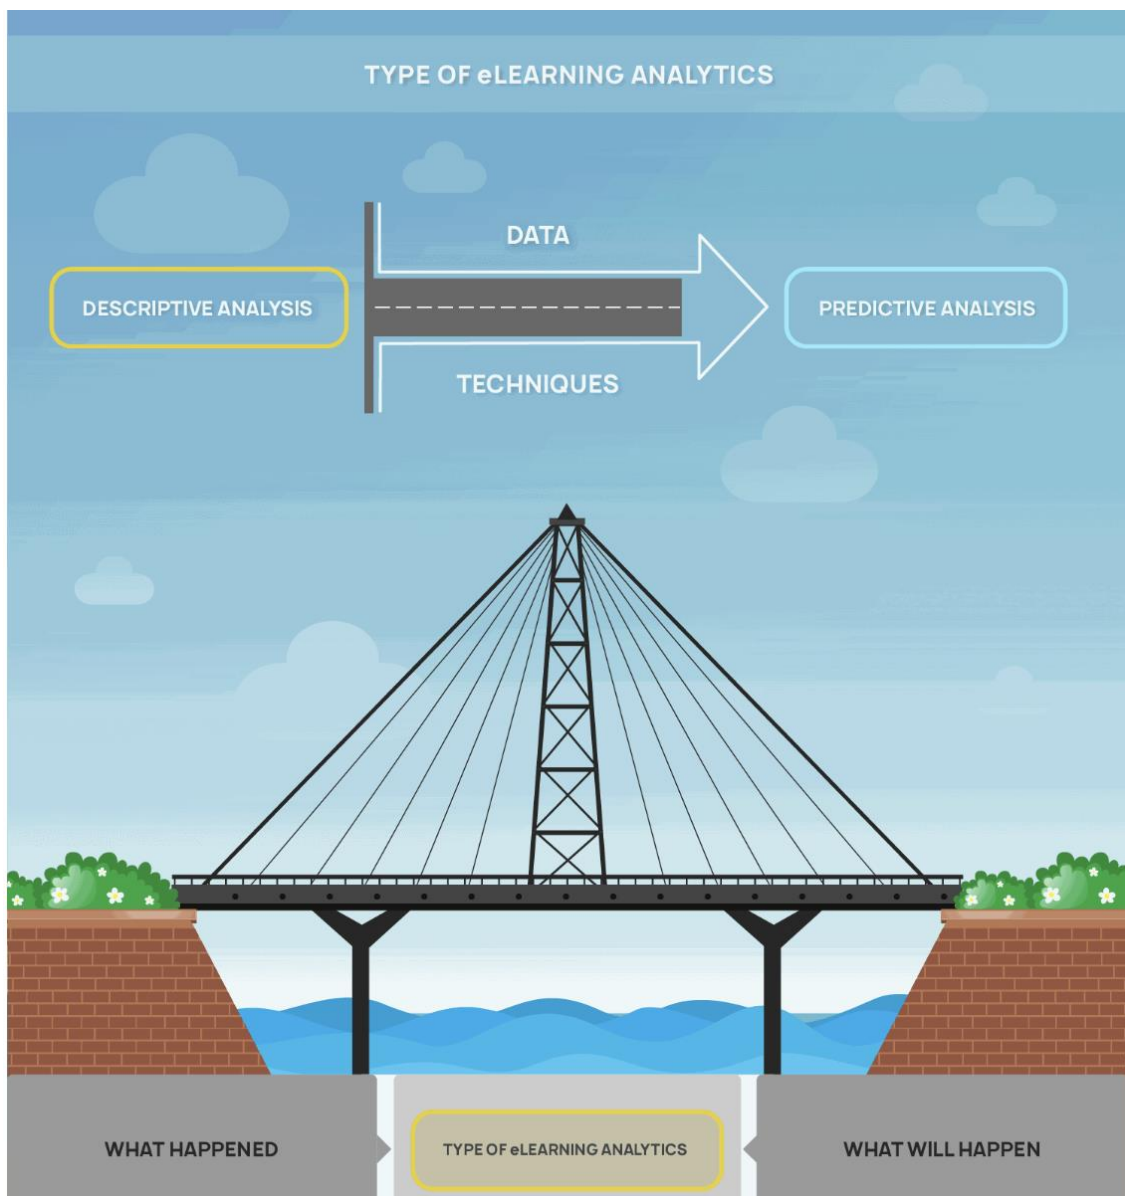 TYPE OF eLEARNING ANALYTICS
DATA
DESCRIPTIVE ANALYSIS
PREDICTIVE ANALYSIS
TECHNIQUES
WHAT HAPPENED
TYPE OF eLEARNING ANALYTICS
WHAT WILL HAPPEN